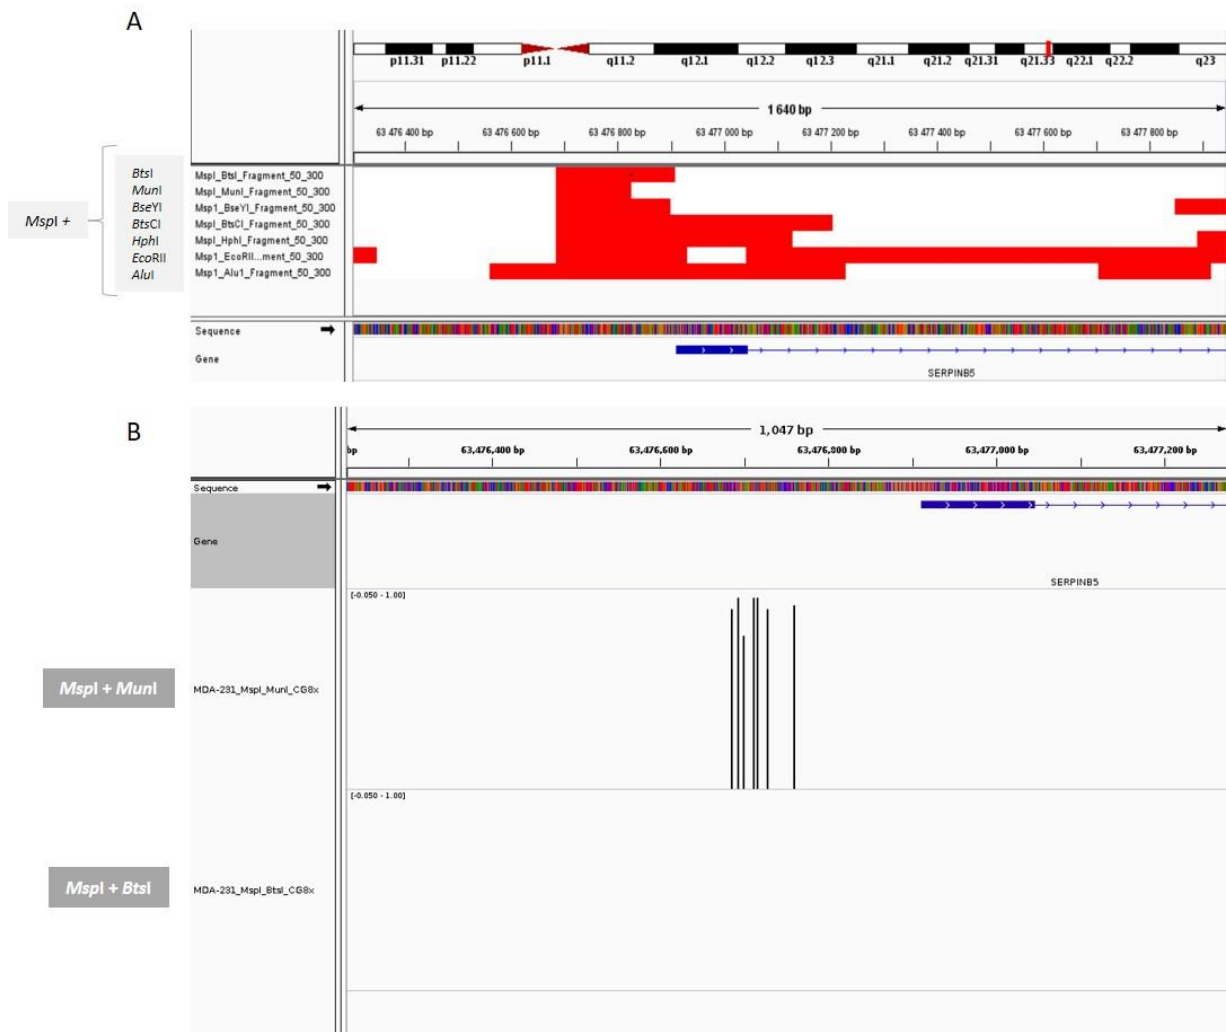 A
p11.31 p11.22 p11.1 q11.2 q12.1 q12.2 q12.3 q21.1 q21.2 q21.31 q21.33 q22.1 q22.2 q23
1 640 bp
63 476 400 bp 63 476 600 bp 63 476 800 bp 63 477 000 bp 63 477 200 bp 63 477 400 bp 63 477 600 bp 63 477 800 bp
MspI +
BtsI
MunI
BseYI
BtsCI
HphI
EcoRII
AluI
MspI_BtsI_Fragment_50_300
MspI_MunI_Fragment_50_300
Msp1_BseYI_Fragment_50_300
MspI_BtsCI_Fragment_50_300
MspI_HphI_Fragment_50_300
Msp1_EcoRII...ment_50_300
Msp1_Alu1_Fragment_50_300
Sequence
Gene
SERPINB5
B
1,047 bp
bp 63,476,400 bp 63,476,600 bp 63,476,800 bp 63,477,000 bp 63,477,200 bp
Sequence
Gene
SERPINB5
[-0.050 - 1.00]
MspI + MunI
MDA-231_MspI_MunI_CG8x
[-0.050 - 1.00]
MspI + BtsI
MDA-231_MspI_BtsI_CG8x